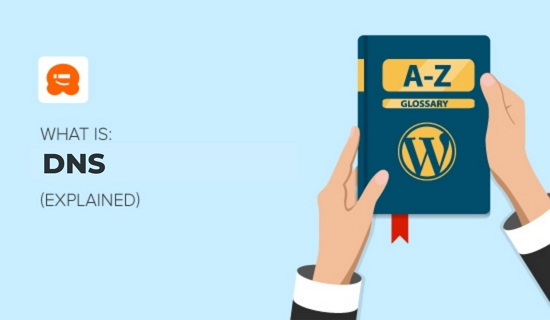 WHAT IS:
DNS
(EXPLAINED)
A-Z
GLOSSARY